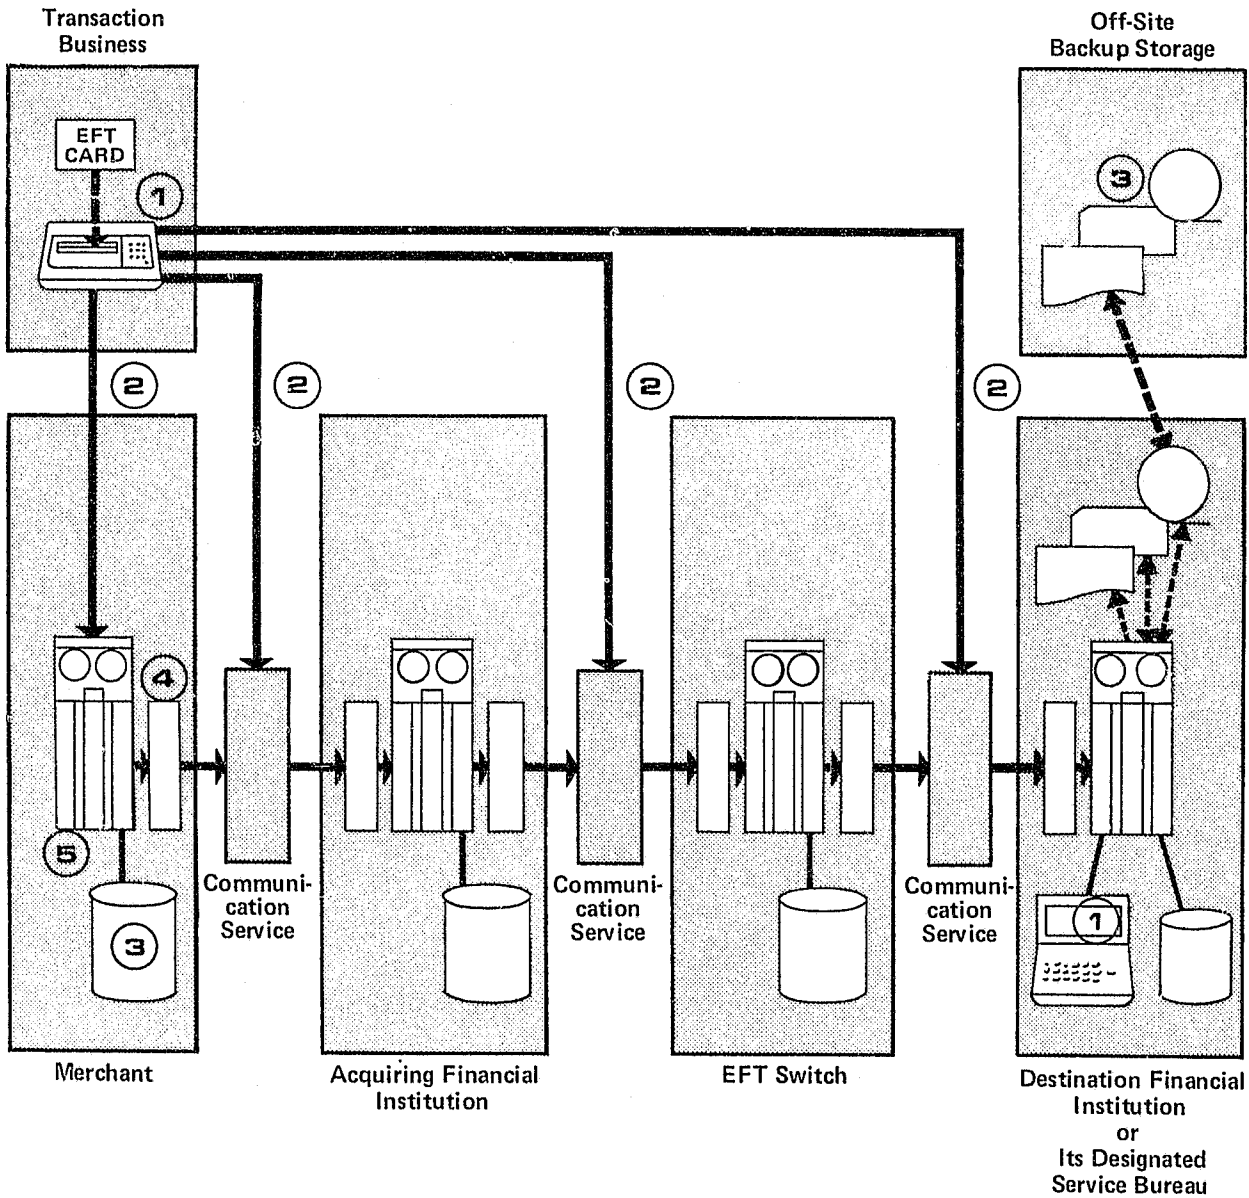 Transaction
Business
Off-Site
Backup Storage
EFT
CARD
1
3
2
2
2
2
4
5
3
1
Communi-
cation
Service
Communi-
cation
Service
Communi-
cation
Service
Merchant
Acquiring Financial
Institution
EFT Switch
Destination Financial
Institution
or
Its Designated
Service Bureau